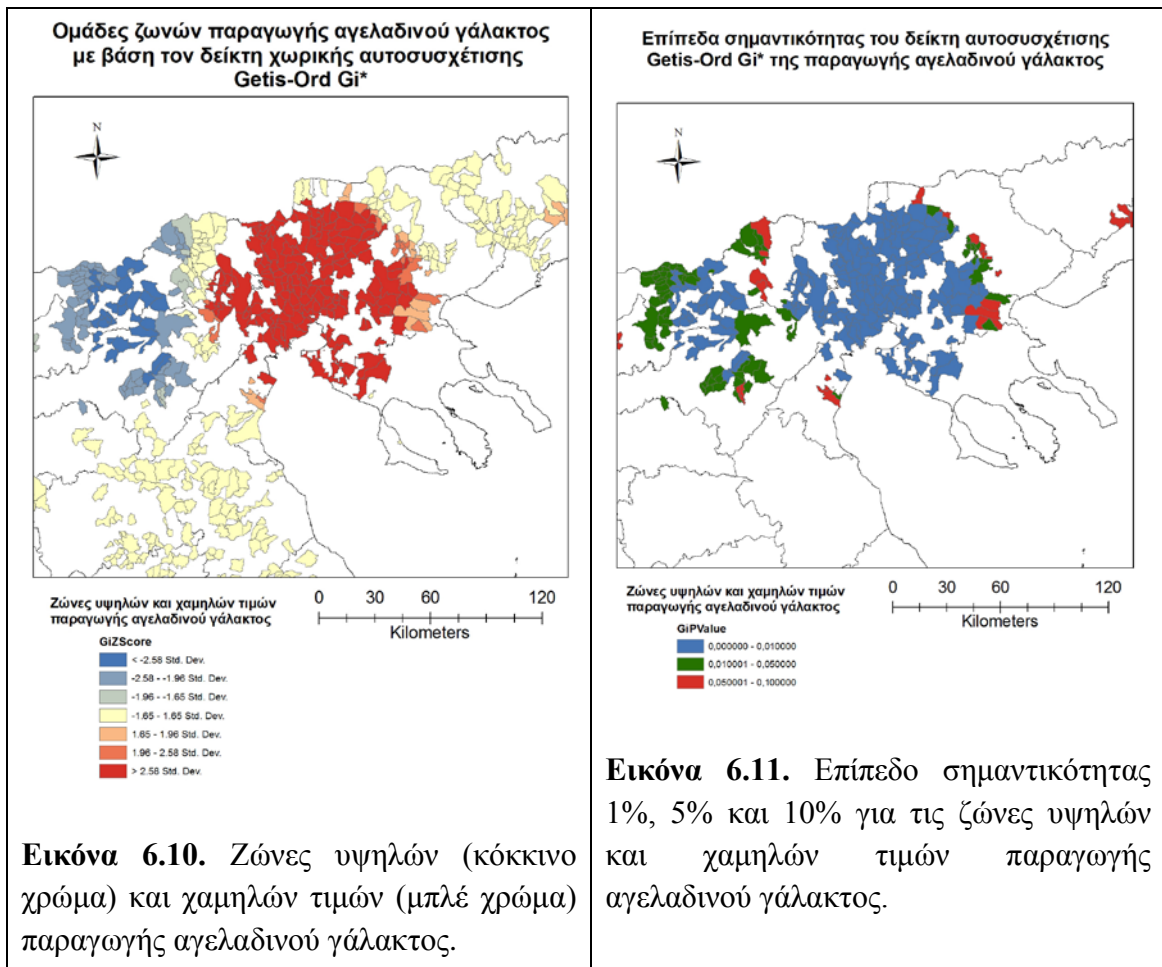 Ομάδες ζωνών παραγωγής αγελαδινού γάλακτος
με βάση τον δείκτη χωρικής αυτοσυσχέτισης
Getis-Ord Gi*
N
Ζώνες υψηλών και χαμηλών τιμών
παραγωγής αγελαδινού γάλακτος
GiZScore
< -2.58 Std. Dev.
-2.58 - -1.96 Std. Dev.
-1.96 - -1.65 Std. Dev.
-1.65 - 1.65 Std. Dev.
1.65 - 1.96 Std. Dev.
1.96 - 2.58 Std. Dev.
> 2.58 Std. Dev.
0 30 60 120
Kilometers
Εικόνα 6.10. Ζώνες υψηλών (κόκκινο
χρώμα) και χαμηλών τιμών (μπλέ χρώμα)
παραγωγής αγελαδινού γάλακτος.
Επίπεδα σημαντικότητας του δείκτη αυτοσυσχέτισης
Getis-Ord Gi* της παραγωγής αγελαδινού γάλακτος
N
Ζώνες υψηλών και χαμηλών τιμών
παραγωγής αγελαδινού γάλακτος
GiPValue
0,000000 - 0,010000
0,010001 - 0,050000
0,050001 - 0,100000
0 30 60 120
Kilometers
Εικόνα 6.11. Επίπεδο σημαντικότητας
1%, 5% και 10% για τις ζώνες υψηλών
και χαμηλών τιμών παραγωγής
αγελαδινού γάλακτος.